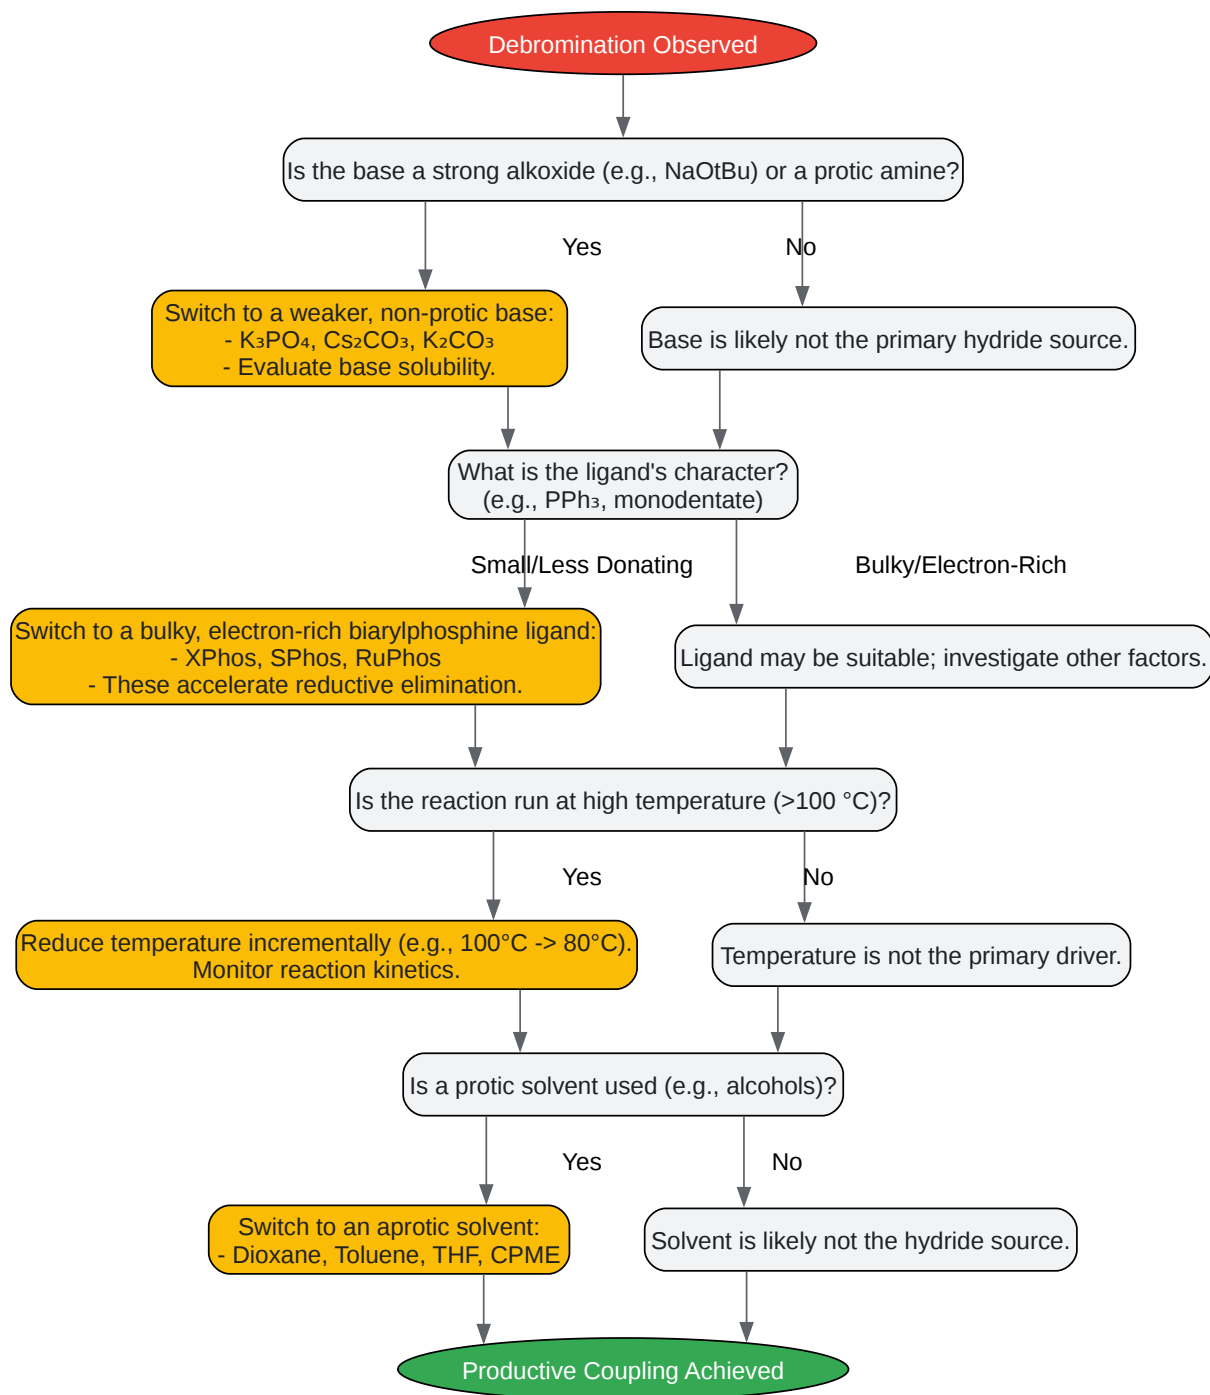 Debromination Observed
Is the base a strong alkoxide (e.g., NaOtBu) or a protic amine?
Yes
No
Switch to a weaker, non-protic base:
- K₃PO₄, Cs₂CO₃, K₂CO₃
- Evaluate base solubility.
Base is likely not the primary hydride source.
What is the ligand's character?
(e.g., PPh₃, monodentate)
Small/Less Donating
Bulky/Electron-Rich
Switch to a bulky, electron-rich biarylphosphine ligand:
- XPhos, SPhos, RuPhos
- These accelerate reductive elimination.
Ligand may be suitable; investigate other factors.
Is the reaction run at high temperature (>100 °C)?
Yes
No
Reduce temperature incrementally (e.g., 100°C -> 80°C).
Monitor reaction kinetics.
Temperature is not the primary driver.
Is a protic solvent used (e.g., alcohols)?
Yes
No
Switch to an aprotic solvent:
- Dioxane, Toluene, THF, CPME
Solvent is likely not the hydride source.
Productive Coupling Achieved